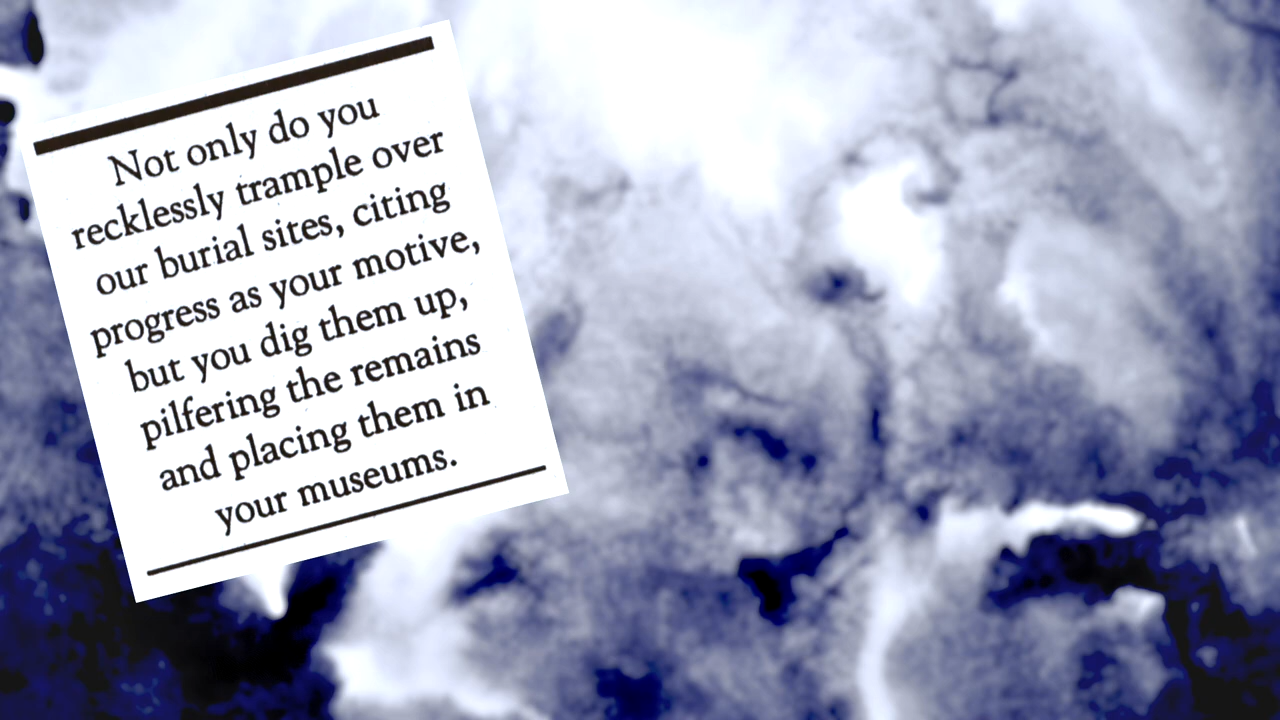 Not only do you
recklessly trample over
our burial sites, citing
progress as your motive,
but you dig them up,
pilfering the remains
and placing them in
your museums.